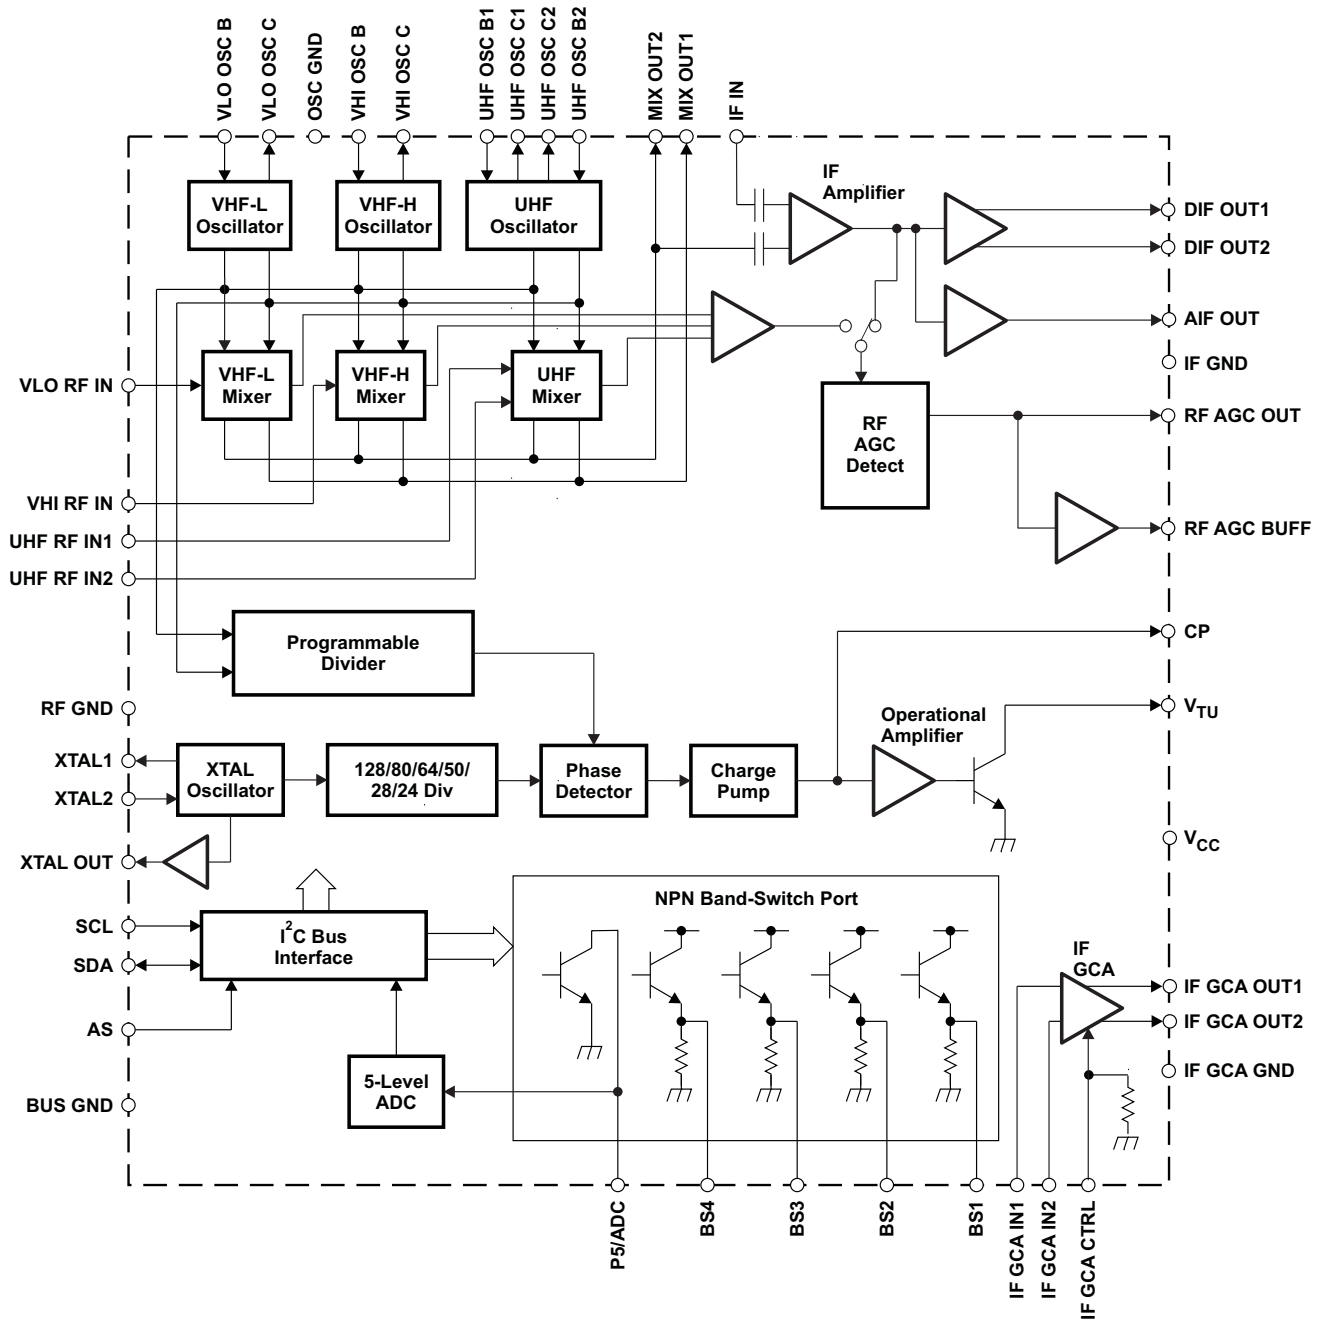 VLO OSC B
VLO OSC C
OSC GND
VHI OSC B
VHI OSC C
UHF OSC B1
UHF OSC C1
UHF OSC C2
UHF OSC B2
MIX OUT2
MIX OUT1
IF IN
VHF-L
Oscillator
VHF-H
Oscillator
UHF
Oscillator
IF
Amplifier
DIF OUT1
DIF OUT2
AIF OUT
IF GND
VLO RF IN
VHF-L
Mixer
VHF-H
Mixer
UHF
Mixer
RF
AGC
Detect
RF AGC OUT
VHI RF IN
UHF RF IN1
UHF RF IN2
RF AGC BUFF
Programmable
Divider
CP
RF GND
Operational
Amplifier
VTU
XTAL1
XTAL2
XTAL
Oscillator
128/80/64/50/
28/24 Div
Phase
Detector
Charge
Pump
VCC
XTAL OUT
NPN Band-Switch Port
SCL
SDA
I2C Bus
Interface
IF
GCA
IF GCA OUT1
IF GCA OUT2
AS
5-Level
ADC
IF GCA GND
BUS GND
P5/ADC
BS4
BS3
BS2
BS1
IF GCA IN1
IF GCA IN2
IF GCA CTRL